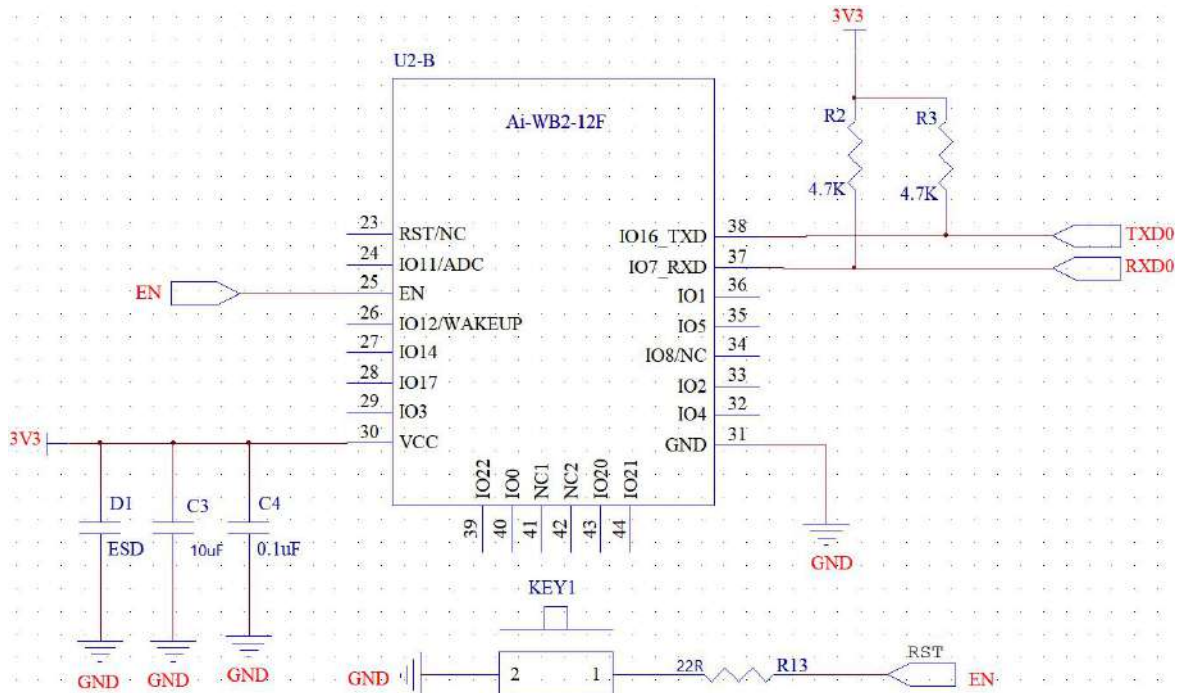 3V3
U2-B
Ai-WB2-12F
R2
R3
4.7K
4.7K
23
RST/NC
24
IO11/ADC
25
EN
EN
26
IO12/WAKEUP
27
IO14
28
IO17
29
IO3
30
VCC
3V3
IO16_TXD
38
TXD0
IO7_RXD
37
RXD0
IO1
36
IO5
35
IO8/NC
34
IO2
33
IO4
32
GND
31
IO22
IO0
NC1
NC2
IO20
IO21
39
40
41
42
43
44
D1
ESD
C3
10uF
C4
0.1uF
GND
GND
GND
GND
KEY1
GND
2
1
22R
R13
RST
EN